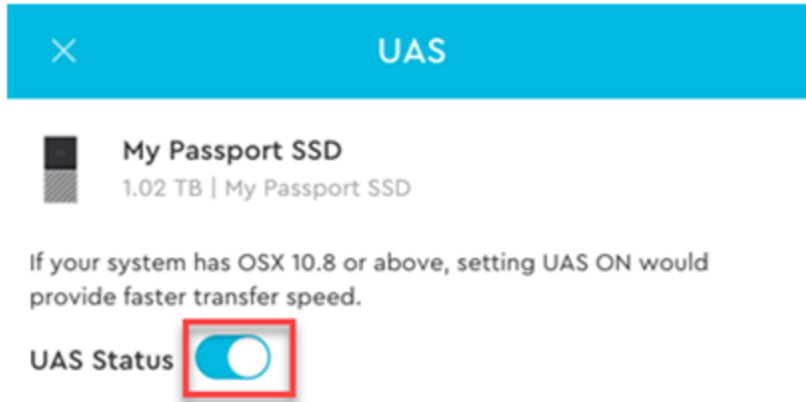 UAS
My Passport SSD
1.02 TB | My Passport SSD
If your system has OSX 10.8 or above, setting UAS ON would
provide faster transfer speed.
UAS Status